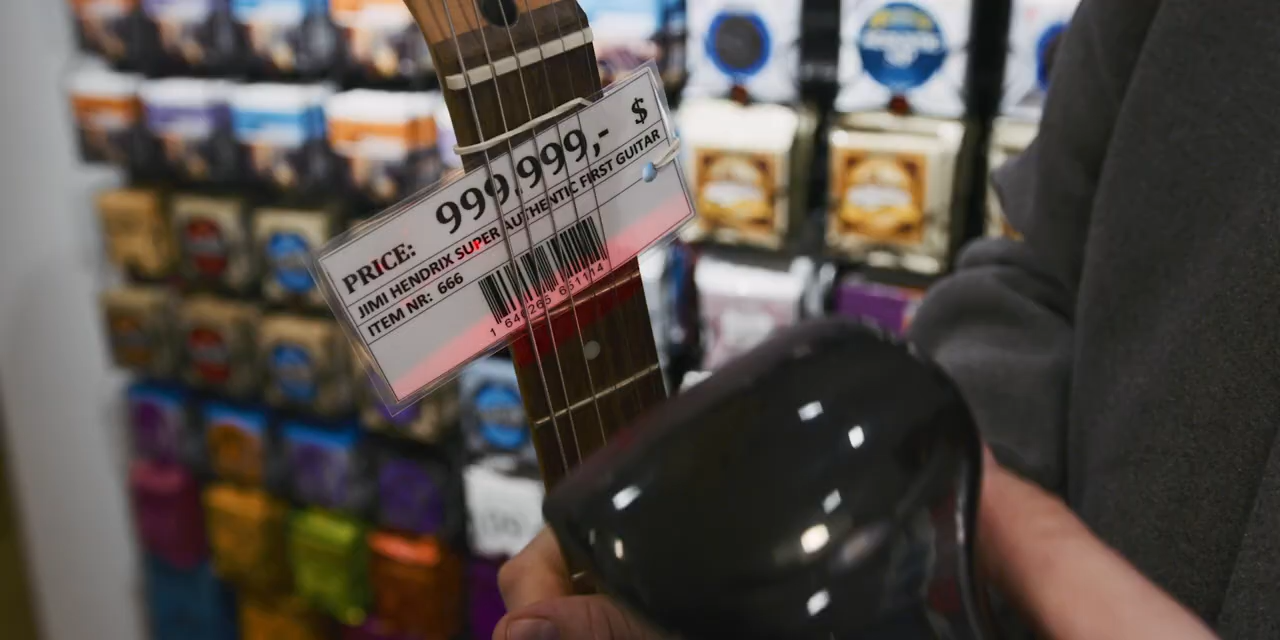 PRICE: 999.999,- $
JIMI HENDRIX SUPER AUTHENTIC FIRST GUITAR
ITEM NR: 666